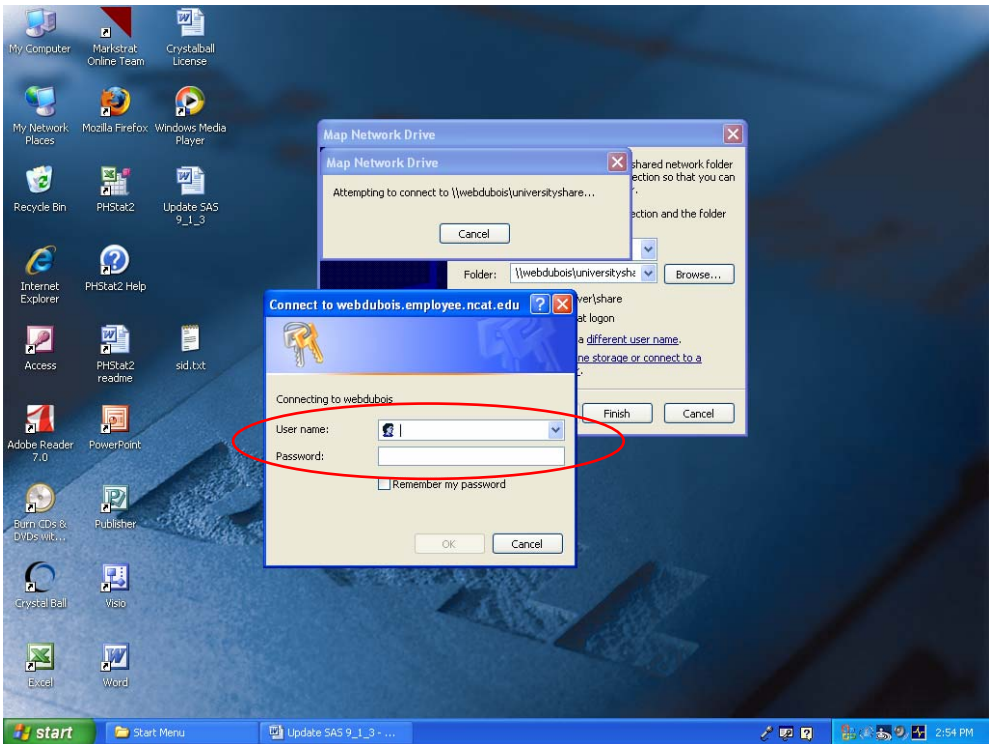 My Computer
Markstrat
Online Team
Crystalball
License
My Network
Places
Mozilla Firefox
Windows Media
Player
Recycle Bin
PHStat2
Update SAS
9_1_3
Internet
Explorer
PHStat2 Help
Access
PHStat2
readme
sid.txt
Adobe Reader
7.0
PowerPoint
Burn CDs &
DVDs wit...
Publisher
Crystal Ball
Visio
Excel
Word
Map Network Drive
shared network folder
ection so that you can
ection and the folder
Map Network Drive
Attempting to connect to \\webdubois\universityshare...
Cancel
Folder:
\\webdubois\universitysha
Browse...
ver\share
at logon
a different user name.
ne storage or connect to a
Finish
Cancel
Connect to webdubois.employee.ncat.edu
Connecting to webdubois
User name:
Password:
Remember my password
OK
Cancel
start
Start Menu
Update SAS 9_1_3 - ...
2:54 PM